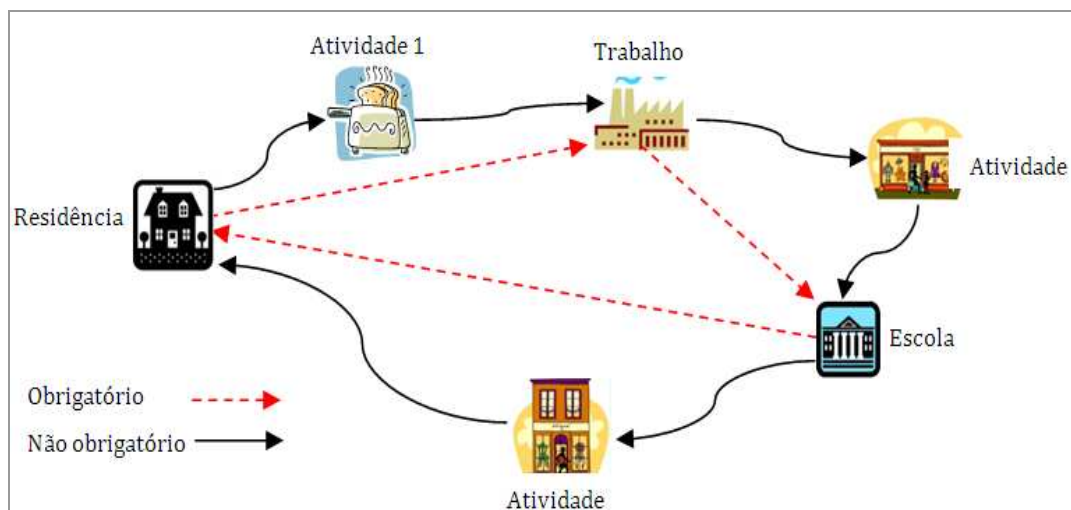 Atividade 1
Trabalho
Atividade
Residência
Escola
Obrigatório
Não obrigatório
Atividade